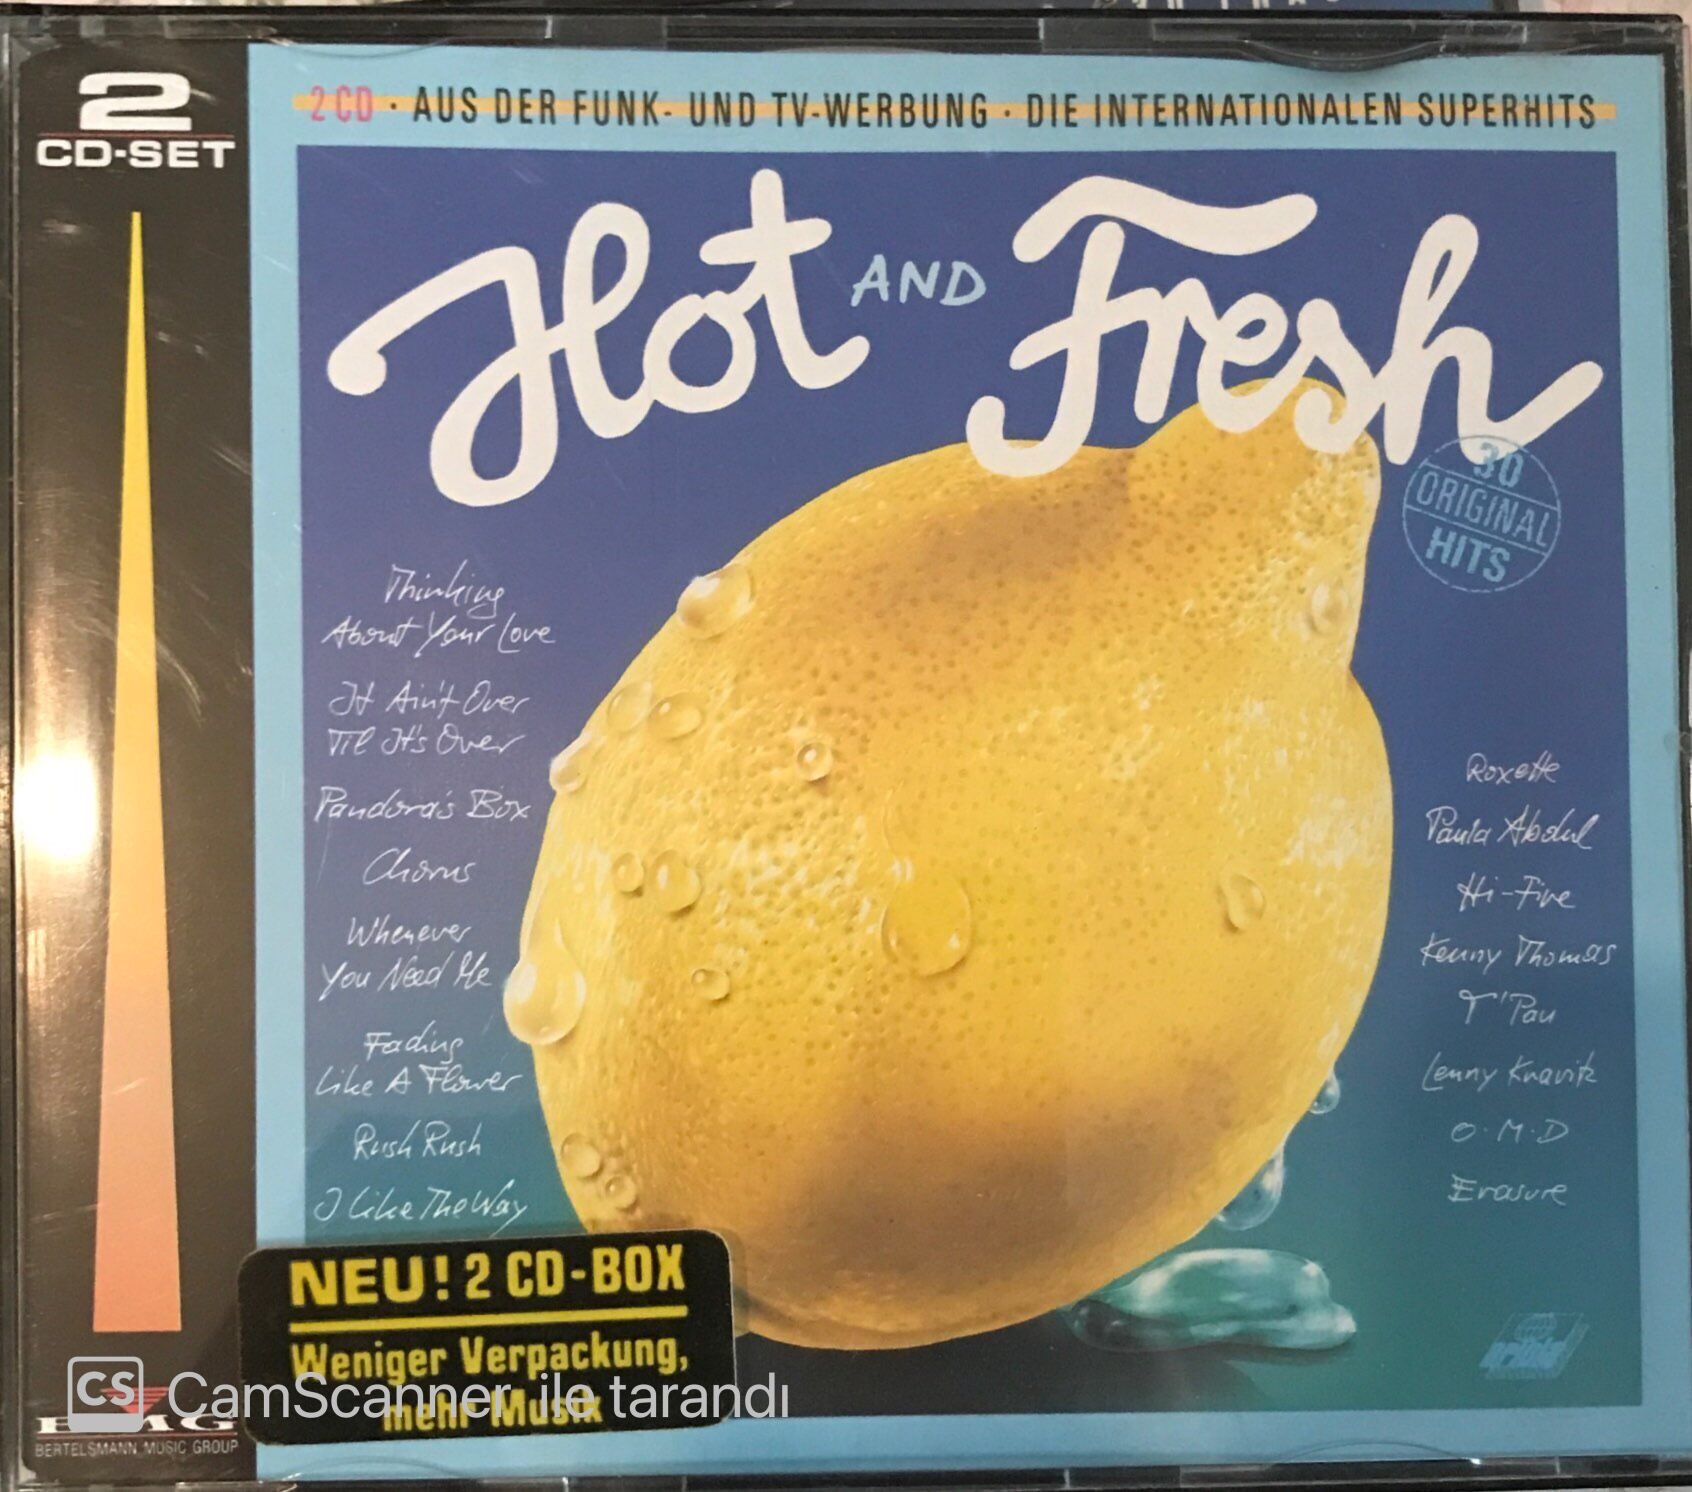 2
CD-SET
2 CD · AUS DER FUNK- UND TV-WERBUNG · DIE INTERNATIONALEN SUPERHITS
Hot AND Fresh
30
ORIGINAL
HITS
Thinking
About Your Love
It Ain't Over
Til It's Over
Pandora's Box
Chorus
Whenever
You Need Me
Fading
Like A Flower
Rush Rush
I Like The Way
Roxette
Paula Abdul
Hi-Five
Kenny Thomas
T'Pau
Lenny Kravitz
O·M·D
Erasure
NEU! 2 CD-BOX
Weniger Verpackung,
mehr Musik
ariola
BMG
BERTELSMANN MUSIC GROUP
CS CamScanner ile tarandı